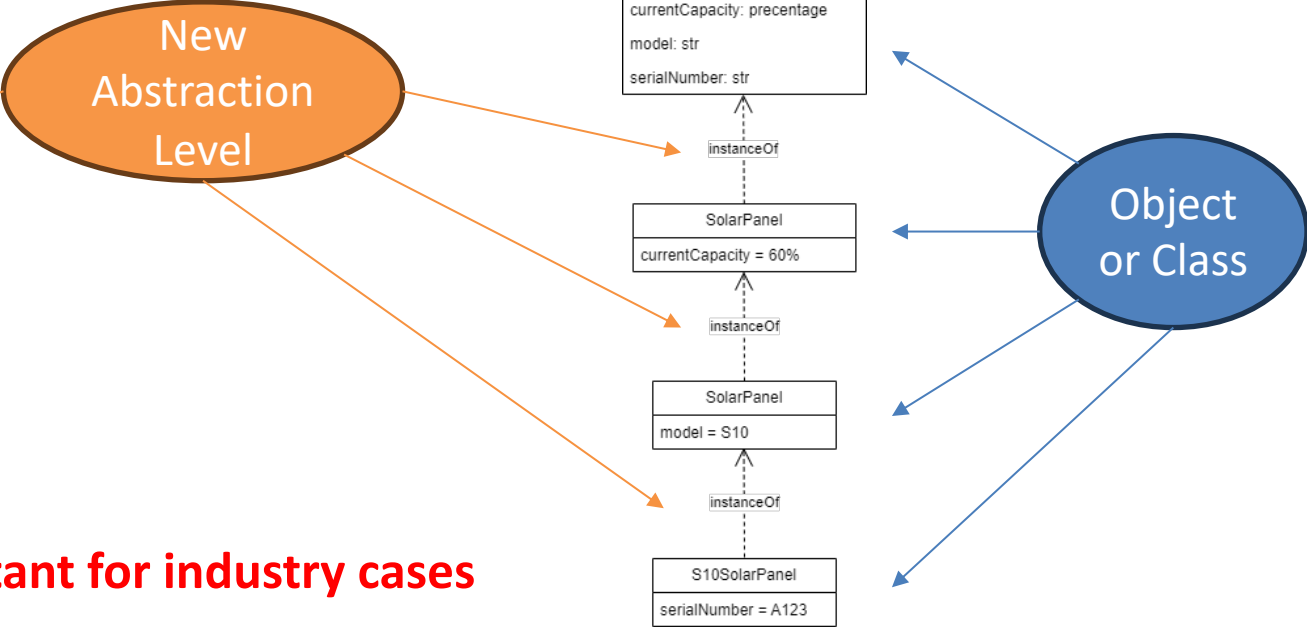 New
Abstraction
Level
currentCapacity: precentage
model: str
serialNumber: str
instanceOf
SolarPanel
currentCapacity = 60%
Object
or Class
instanceOf
SolarPanel
model = S10
instanceOf
tant for industry cases
S10SolarPanel
serialNumber = A123